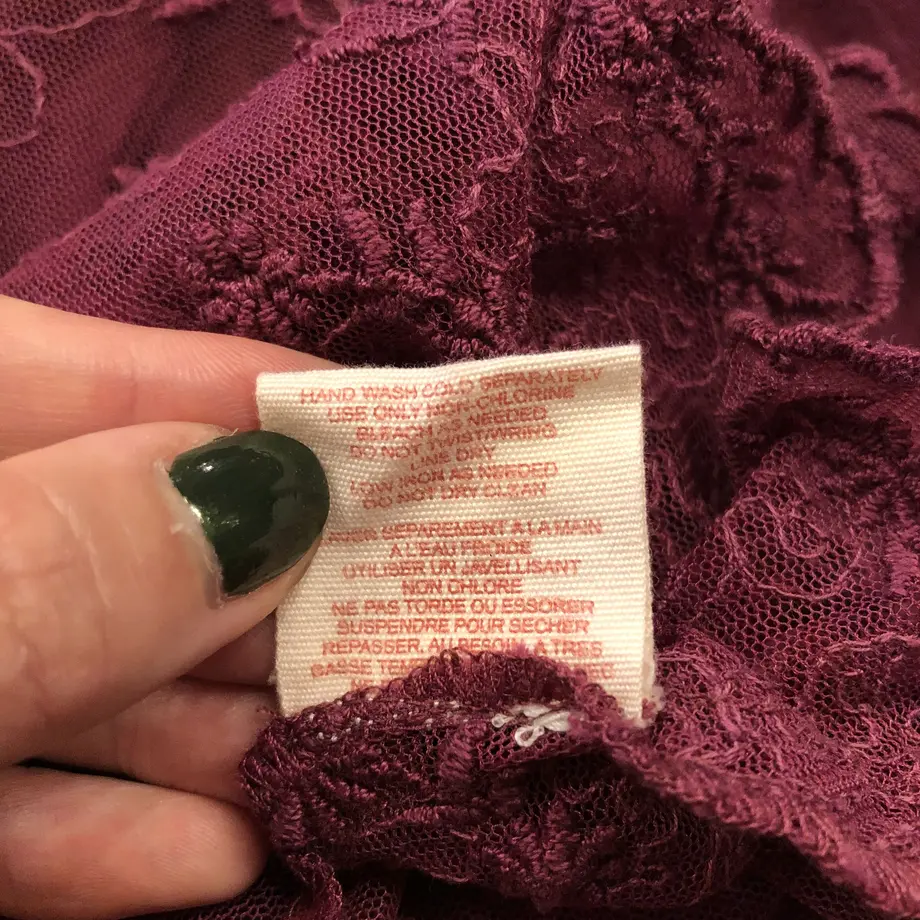 HAND WASH COLD SEPARATELY
USE ONLY NON-CHLORINE
BLEACH AS NEEDED
DO NOT TWIST/WRING
LINE DRY
IRON AS NEEDED
DO NOT DRY CLEAN
SEPAREMENT A LA MAIN
A L'EAU FROIDE
UTILISER UN JAVELLISANT
NON CHLORE
NE PAS TORDE OU ESSORER
SUSPENDRE POUR SECHER
REPASSER, AU BESOIN, A TRES
BASSE